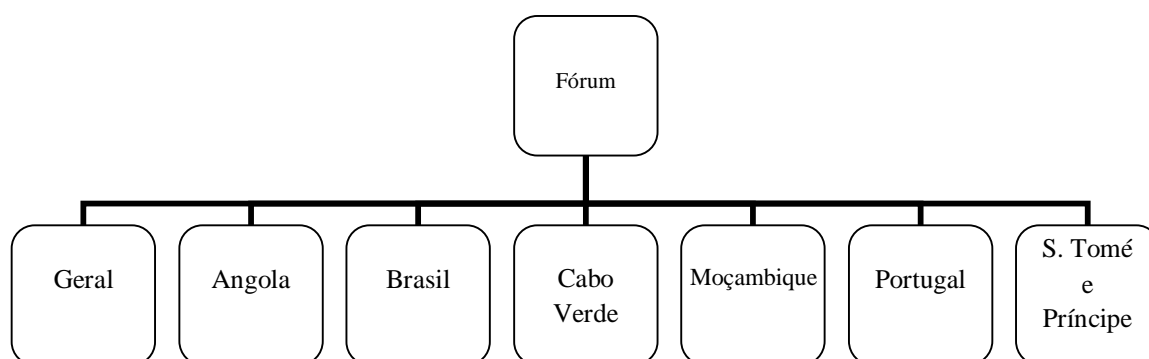 Fórum
Geral
Angola
Brasil
Cabo
Verde
Moçambique
Portugal
S. Tomé
e
Príncipe